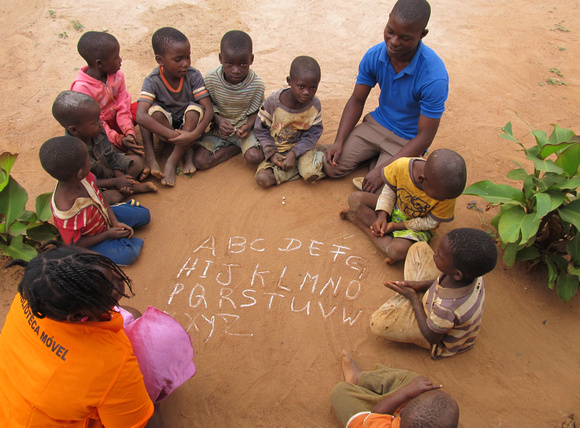 A B C D E F G
H I J K L M N O
P Q R S T U V W
X Y Z
BIBLIOTECA MÓVEL